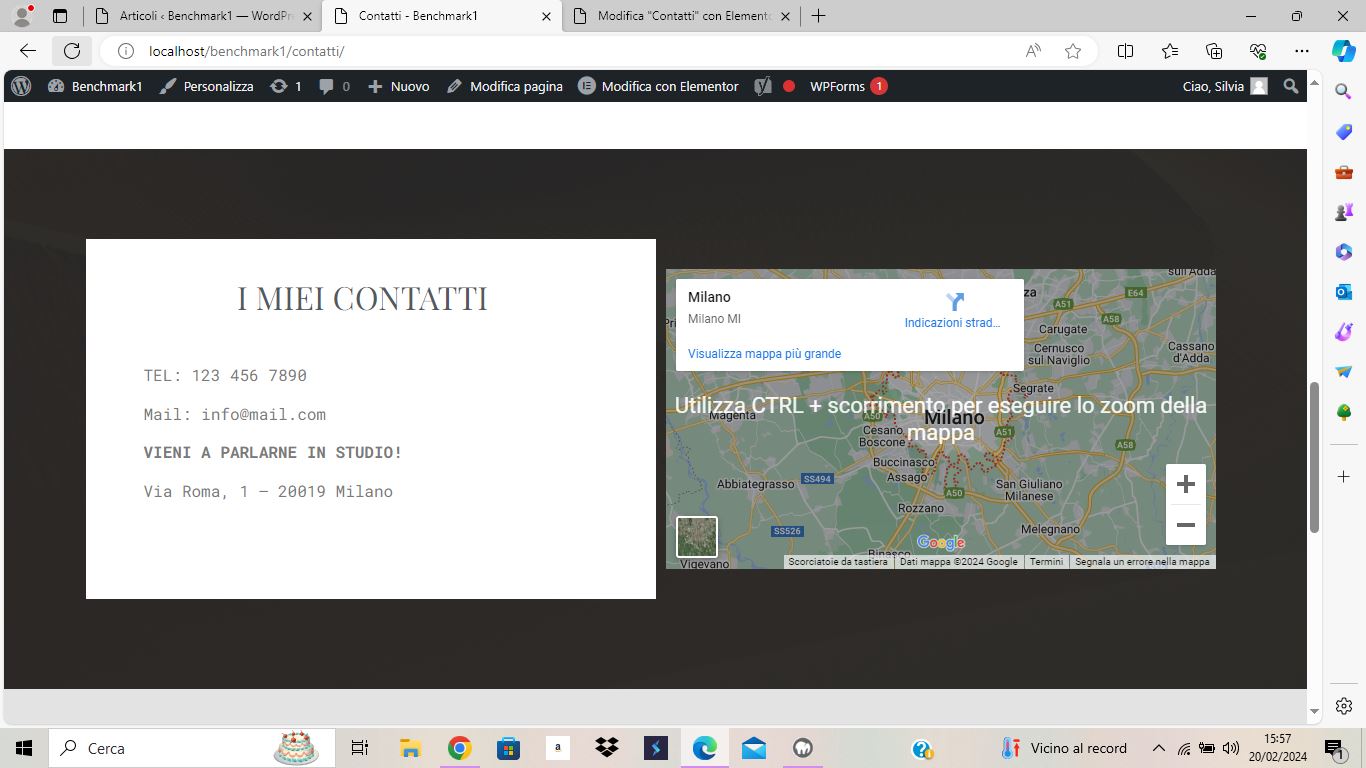 Articoli ‹ Benchmark1 — WordPr
Contatti - Benchmark1
Modifica "Contatti" con Elemento
localhost/benchmark1/contatti/
Benchmark1
Personalizza
1
0
Nuovo
Modifica pagina
Modifica con Elementor
WPForms 1
Ciao, Silvia
I MIEI CONTATTI
TEL: 123 456 7890
Mail: info@mail.com
VIENI A PARLARNE IN STUDIO!
Via Roma, 1 – 20019 Milano
Milano
Milano MI
Indicazioni strad...
Visualizza mappa più grande
sull'Adda
za
A51
E64
A58
Carugate
Cernusco
sul Naviglio
Cassano
d'Adda
Segrate
Utilizza CTRL + scorrimento per eseguire lo zoom della
mappa
Magenta
A50
Milano
Cesano
Boscone
A51
A58
Buccinasco
Assago
Abbiategrasso
SS494
A50
San Giuliano
Milanese
Rozzano
SS526
Melegnano
Binasco
Vigevano
Google
Scorciatoie da tastiera
Dati mappa ©2024 Google
Termini
Segnala un errore nella mappa
Cerca
a
Vicino al record
15:57
20/02/2024
1